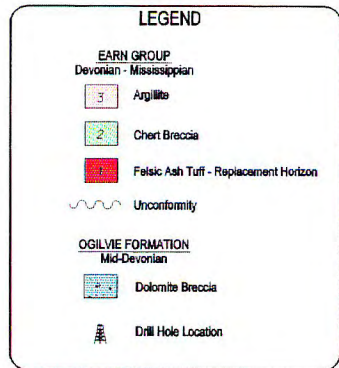 LEGEND
EARN GROUP
Devonian - Mississippian
3 Argillite
2 Chert Breccia
Felsic Ash Tuff - Replacement Horizon
Unconformity
OGILVIE FORMATION
Mid-Devonian
Dolomite Breccia
Drill Hole Location